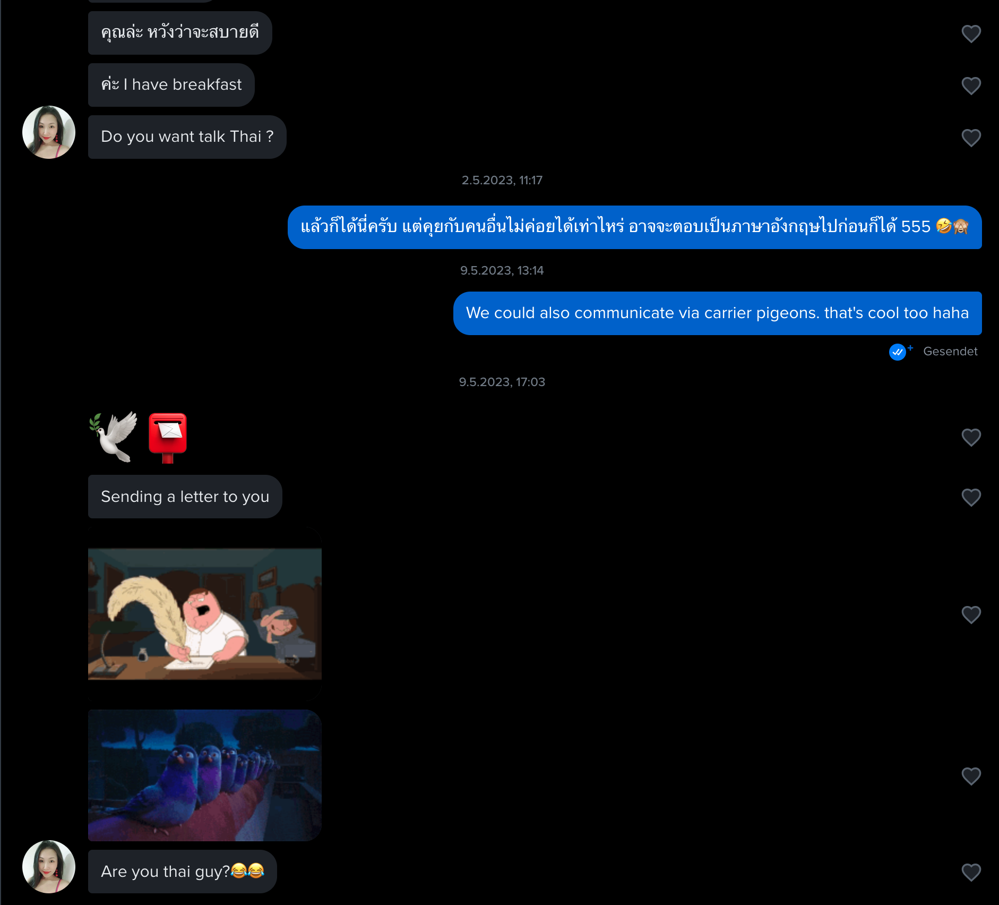 คุณล่ะ หวังว่าจะสบายดี
ค่ะ I have breakfast
Do you want talk Thai ?
2.5.2023, 11:17
แล้วก็ได้นี่ครับ แต่คุยกับคนอื่นไม่ค่อยได้เท่าไหร่ อาจจะตอบเป็นภาษาอังกฤษไปก่อนก็ได้ 555 🤣🙈
9.5.2023, 13:14
We could also communicate via carrier pigeons. that's cool too haha
Gesendet
9.5.2023, 17:03
Sending a letter to you
Are you thai guy?😂😂